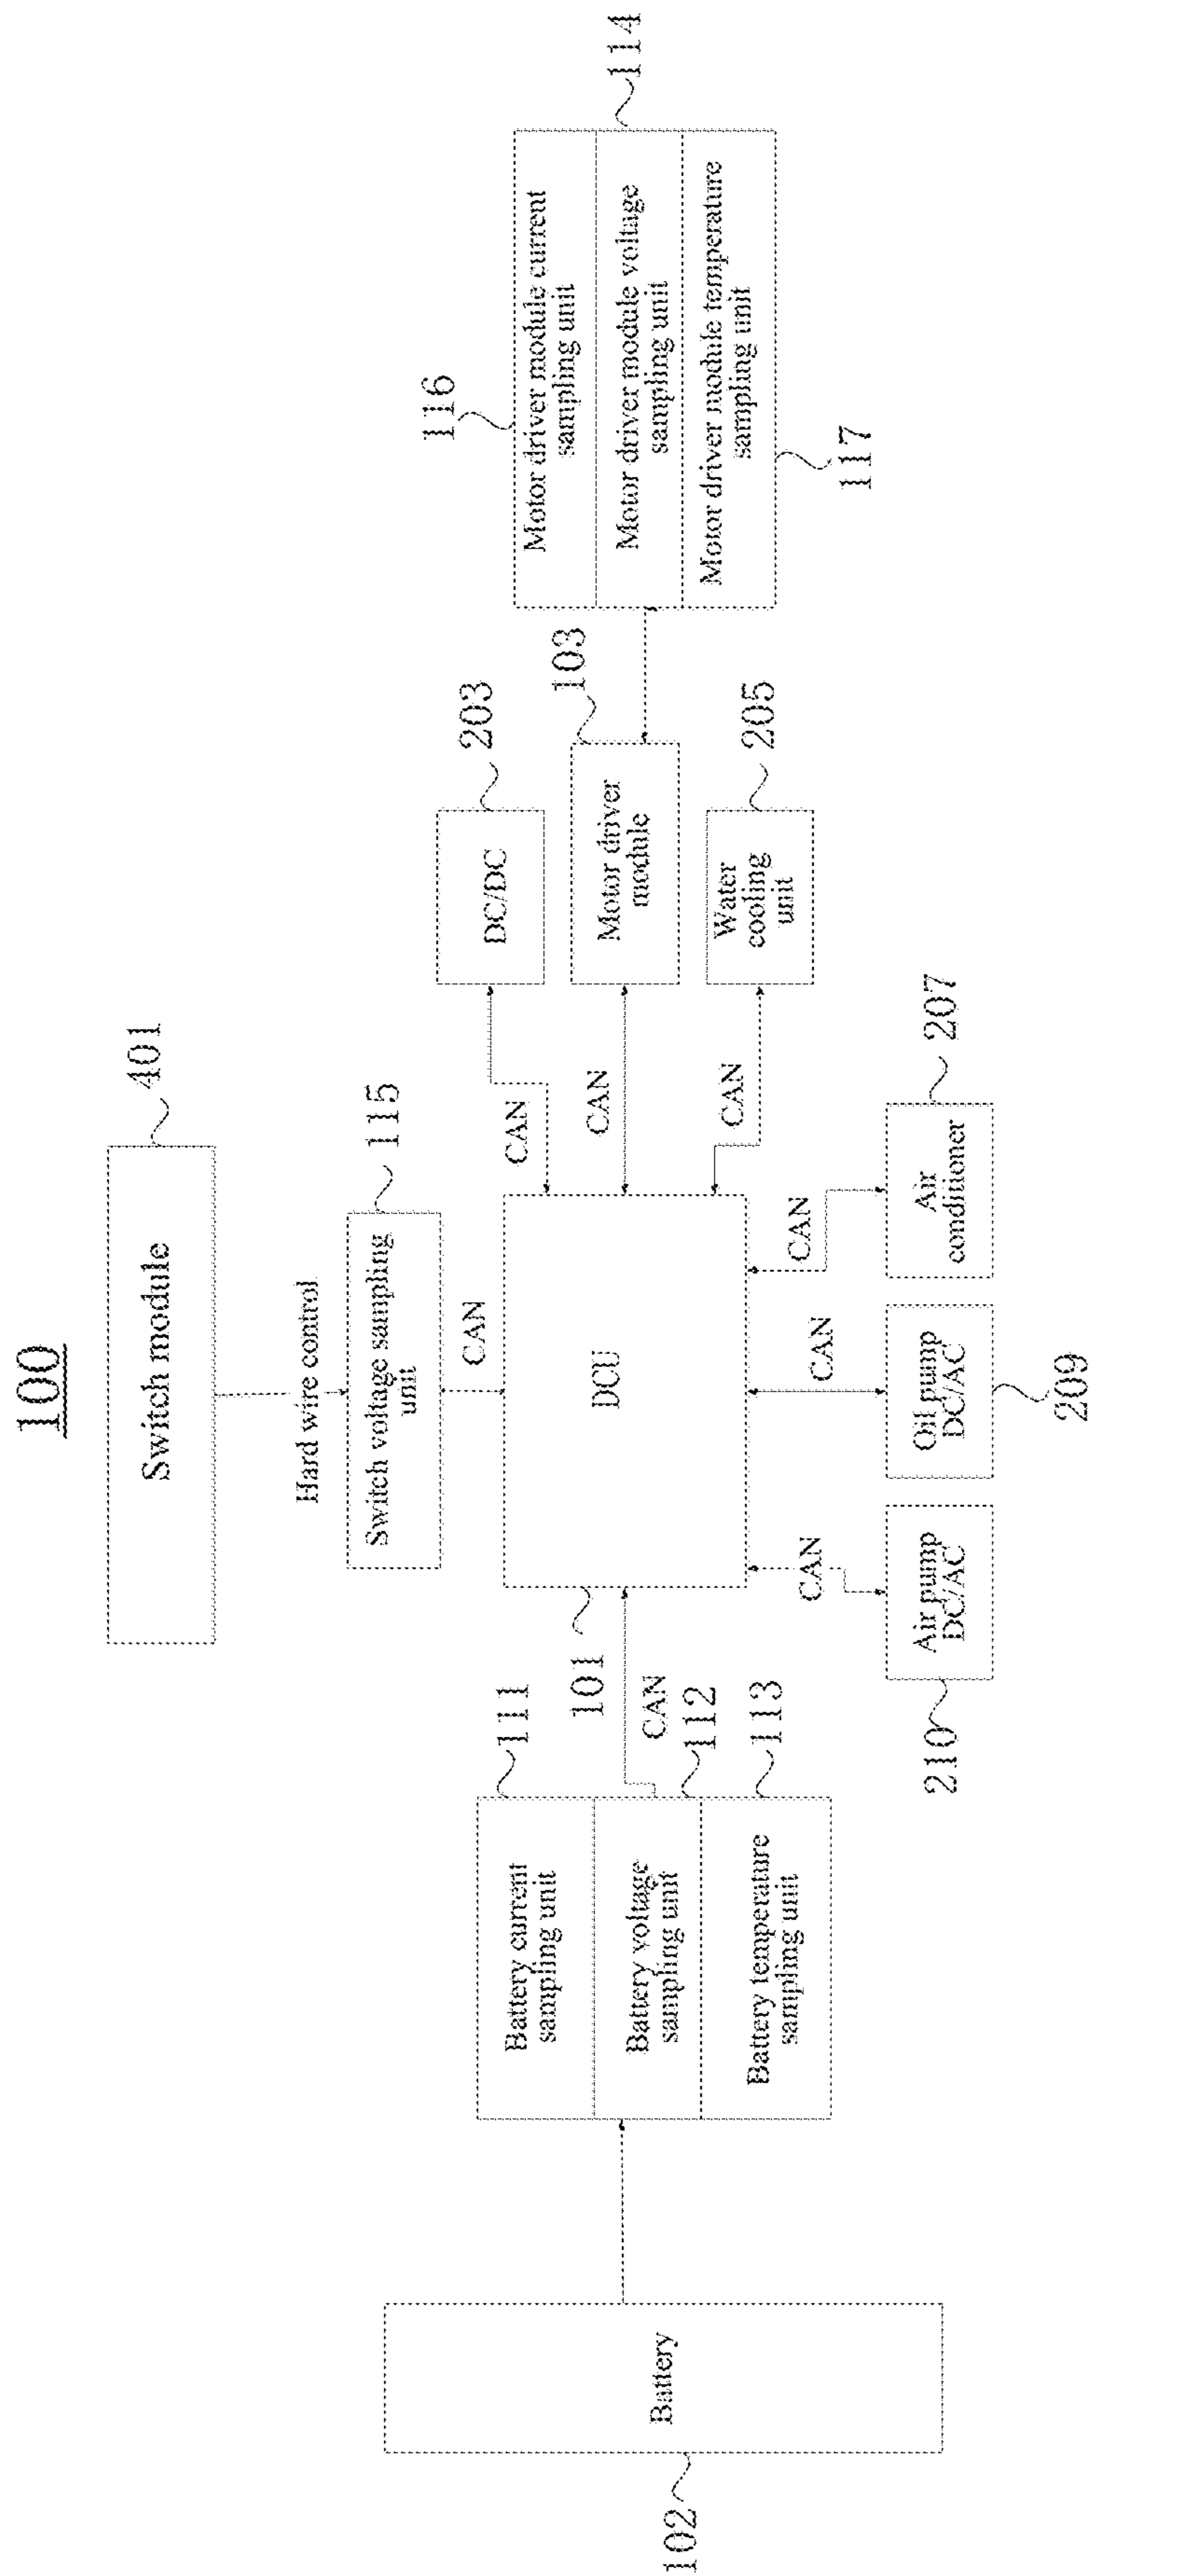 100
401
Switch module
Hard wire control
115
Switch voltage sampling
unit
CAN
DCU
101
102
Battery
111
Battery current
sampling unit
112
Battery voltage
sampling unit
113
Battery temperature
sampling unit
CAN
203
DC/DC
CAN
103
Motor driver
module
CAN
205
Water
cooling
unit
CAN
116
Motor driver module current
sampling unit
114
Motor driver module voltage
sampling unit
Motor driver module temperature
sampling unit
117
CAN
Air pump
DC/AC
210
CAN
Oil pump
DC/AC
209
CAN
Air
conditioner
207